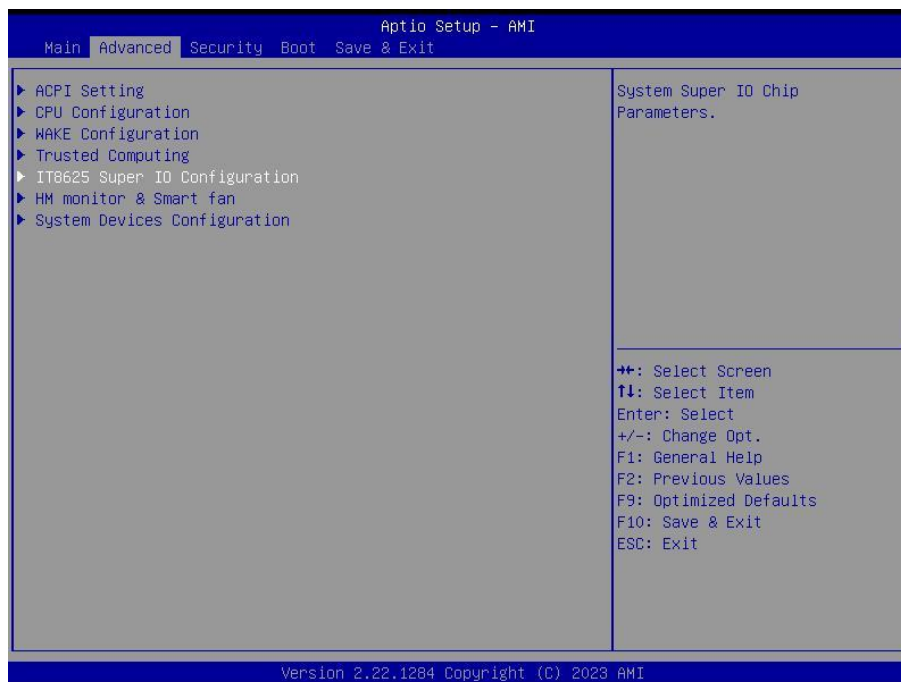 Aptio Setup - AMI
Main Advanced Security Boot Save & Exit
▶ ACPI Setting
▶ CPU Configuration
▶ WAKE Configuration
▶ Trusted Computing
▶ IT8625 Super IO Configuration
▶ HM monitor & Smart fan
▶ System Devices Configuration
System Super IO Chip
Parameters.
→←: Select Screen
↑↓: Select Item
Enter: Select
+/-: Change Opt.
F1: General Help
F2: Previous Values
F9: Optimized Defaults
F10: Save & Exit
ESC: Exit
Version 2.22.1284 Copyright (C) 2023 AMI